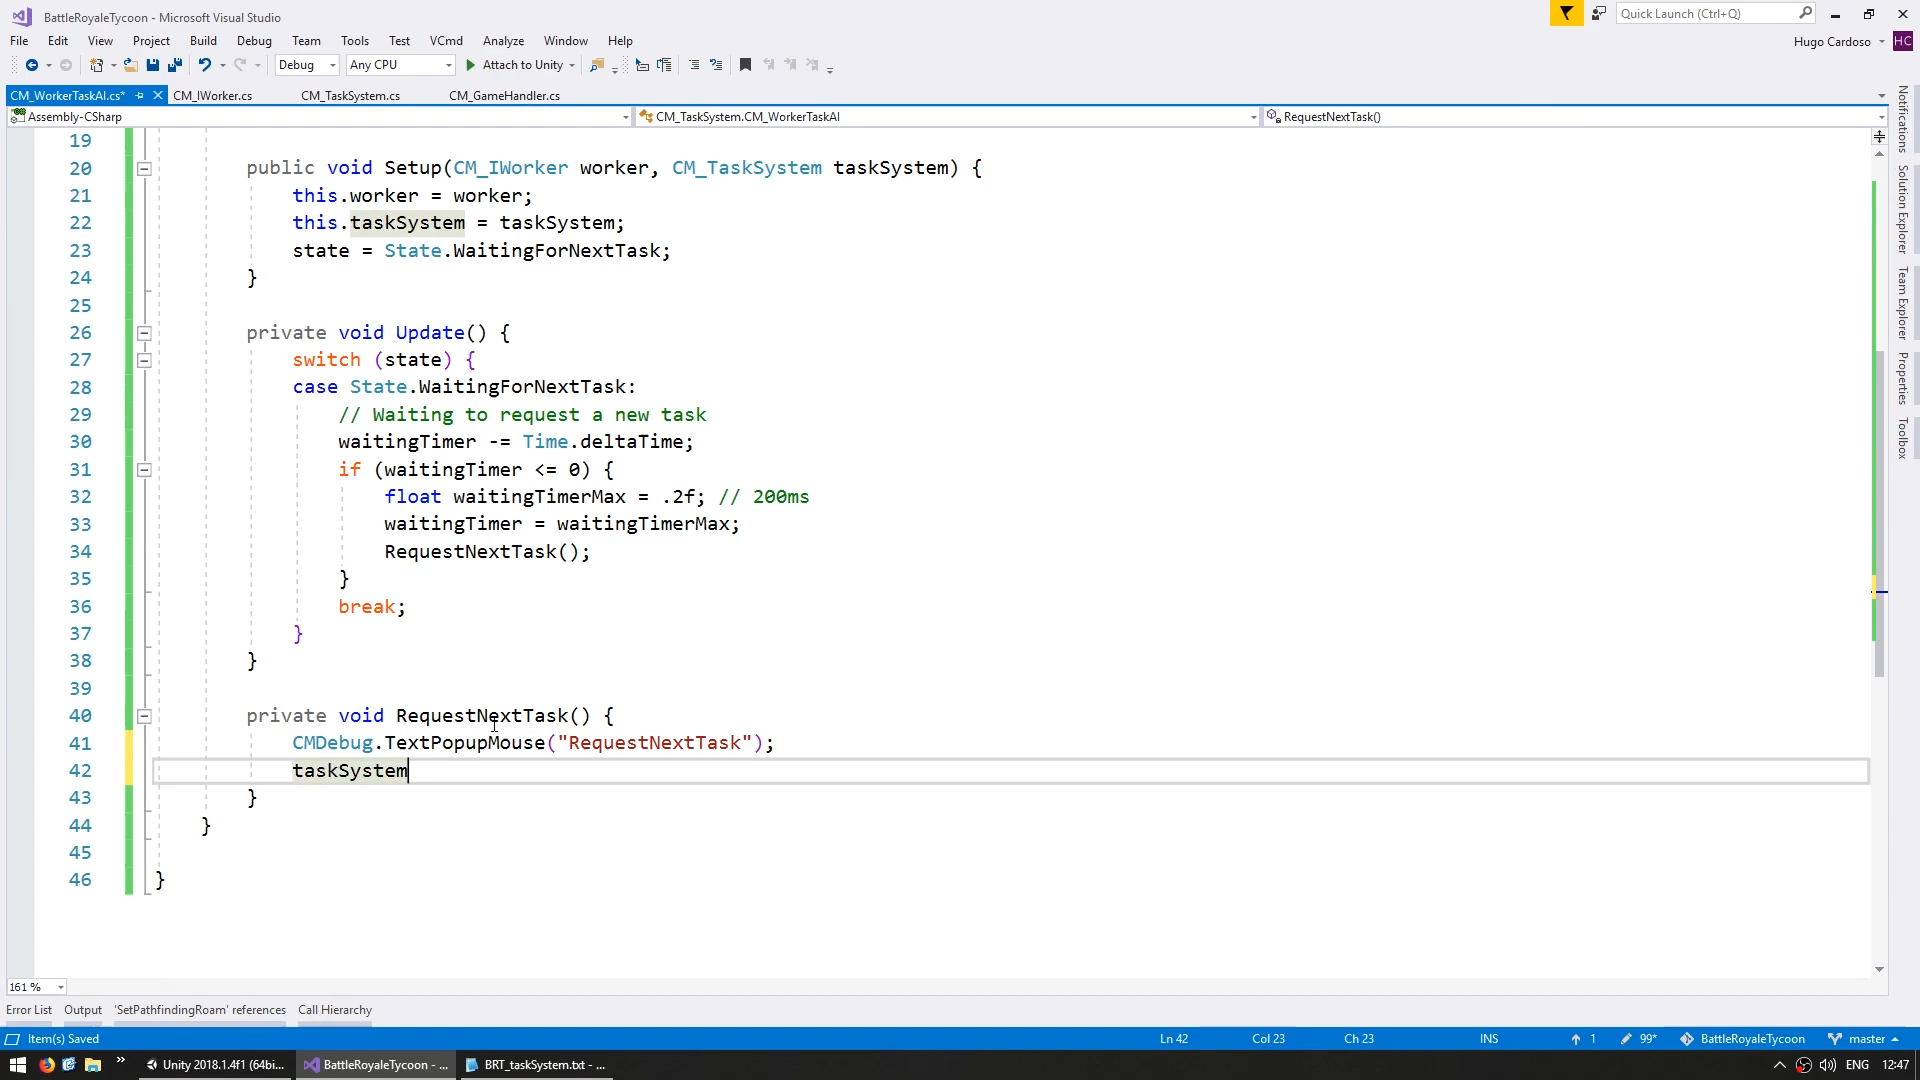 BattleRoyaleTycoon - Microsoft Visual Studio
Quick Launch (Ctrl+Q)
File Edit View Project Build Debug Team Tools Test VCmd Analyze Window Help
Hugo Cardoso HC
Debug Any CPU Attach to Unity
CM_WorkerTaskAI.cs* CM_IWorker.cs CM_TaskSystem.cs CM_GameHandler.cs
Assembly-CSharp CM_TaskSystem.CM_WorkerTaskAI RequestNextTask()
19
20 public void Setup(CM_IWorker worker, CM_TaskSystem taskSystem) {
21 this.worker = worker;
22 this.taskSystem = taskSystem;
23 state = State.WaitingForNextTask;
24 }
25
26 private void Update() {
27 switch (state) {
28 case State.WaitingForNextTask:
29 // Waiting to request a new task
30 waitingTimer -= Time.deltaTime;
31 if (waitingTimer <= 0) {
32 float waitingTimerMax = .2f; // 200ms
33 waitingTimer = waitingTimerMax;
34 RequestNextTask();
35 }
36 break;
37 }
38 }
39
40 private void RequestNextTask() {
41 CMDebug.TextPopupMouse("RequestNextTask");
42 taskSystem
43 }
44 }
45
46 }
Notifications
Solution Explorer
Team Explorer
Properties
Toolbox
161 %
Error List Output 'SetPathfindingRoam' references Call Hierarchy
Item(s) Saved Ln 42 Col 23 Ch 23 INS 1 99* BattleRoyaleTycoon master
» Unity 2018.1.4f1 (64bi... BattleRoyaleTycoon - ... BRT_taskSystem.txt - ... ENG 12:47